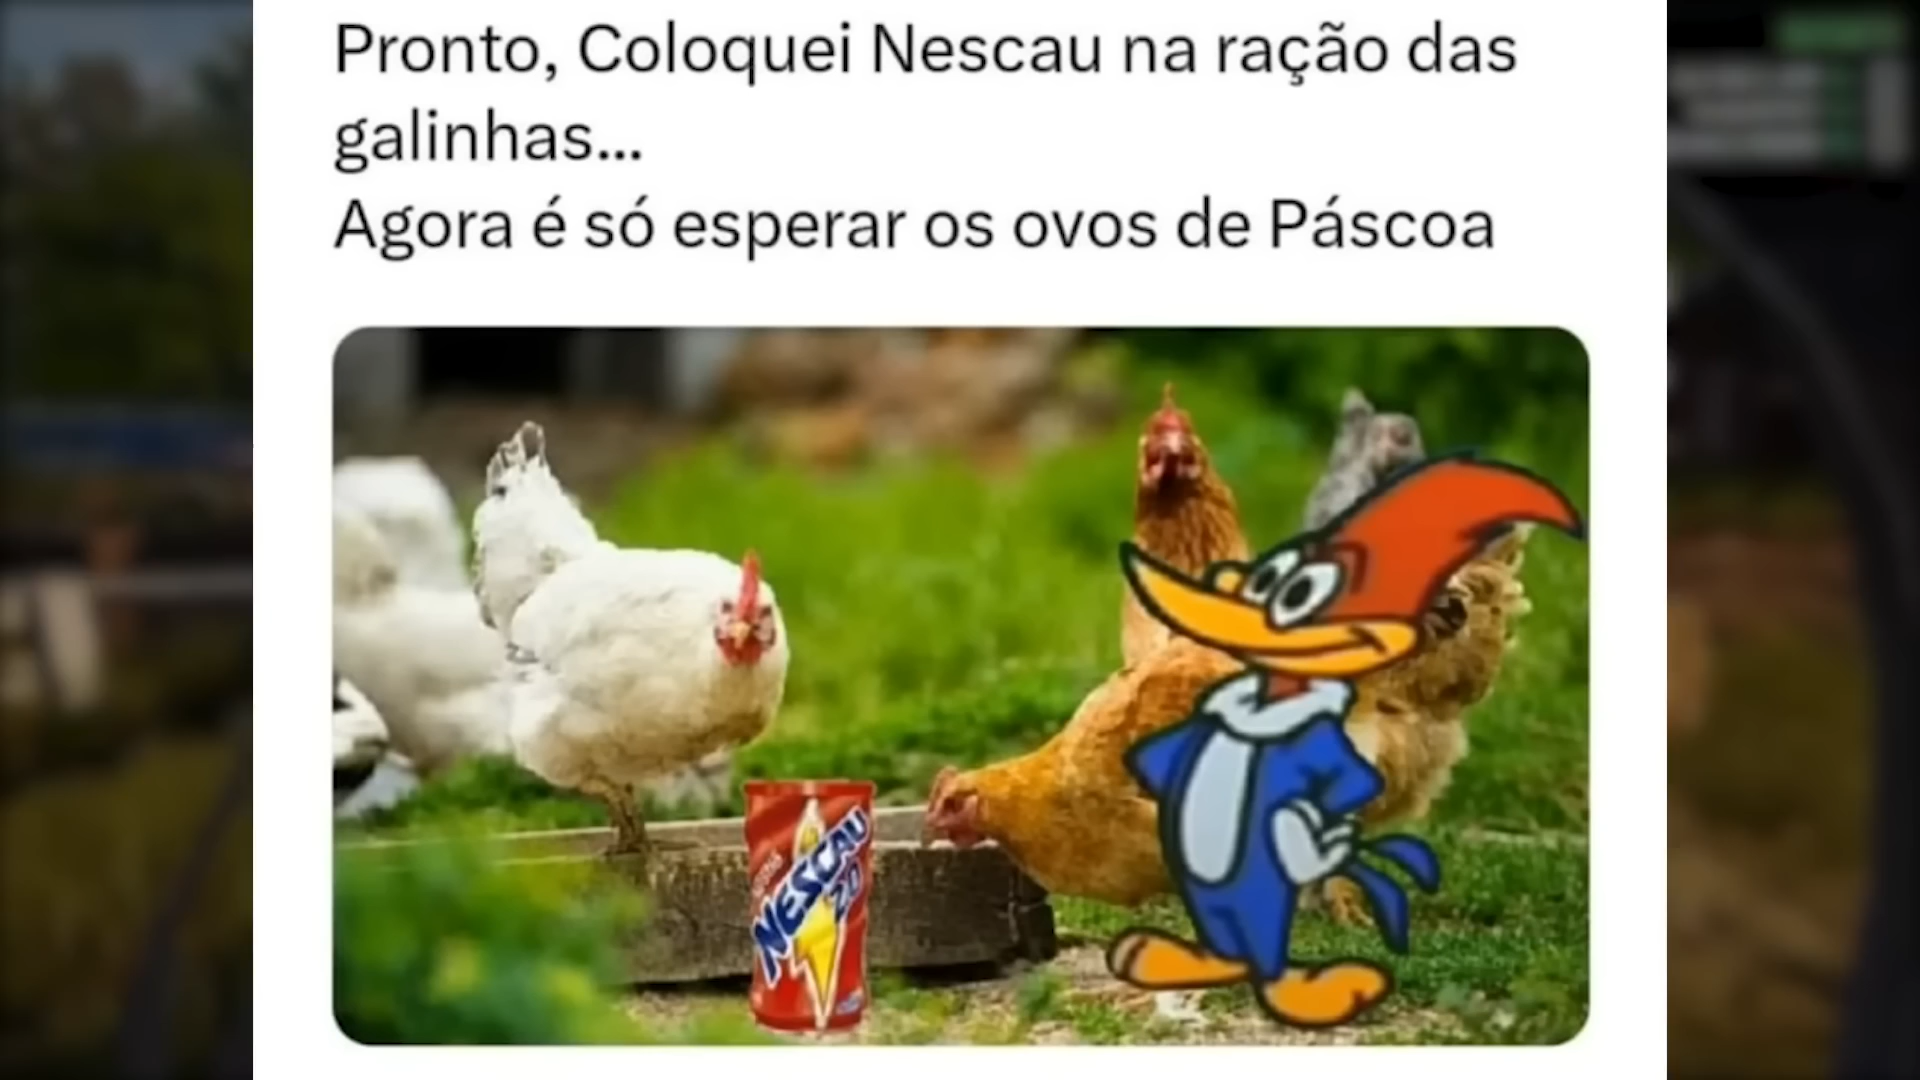 Pronto, Coloquei Nescau na ração das
galinhas...
Agora é só esperar os ovos de Páscoa
NESCAU
2.0